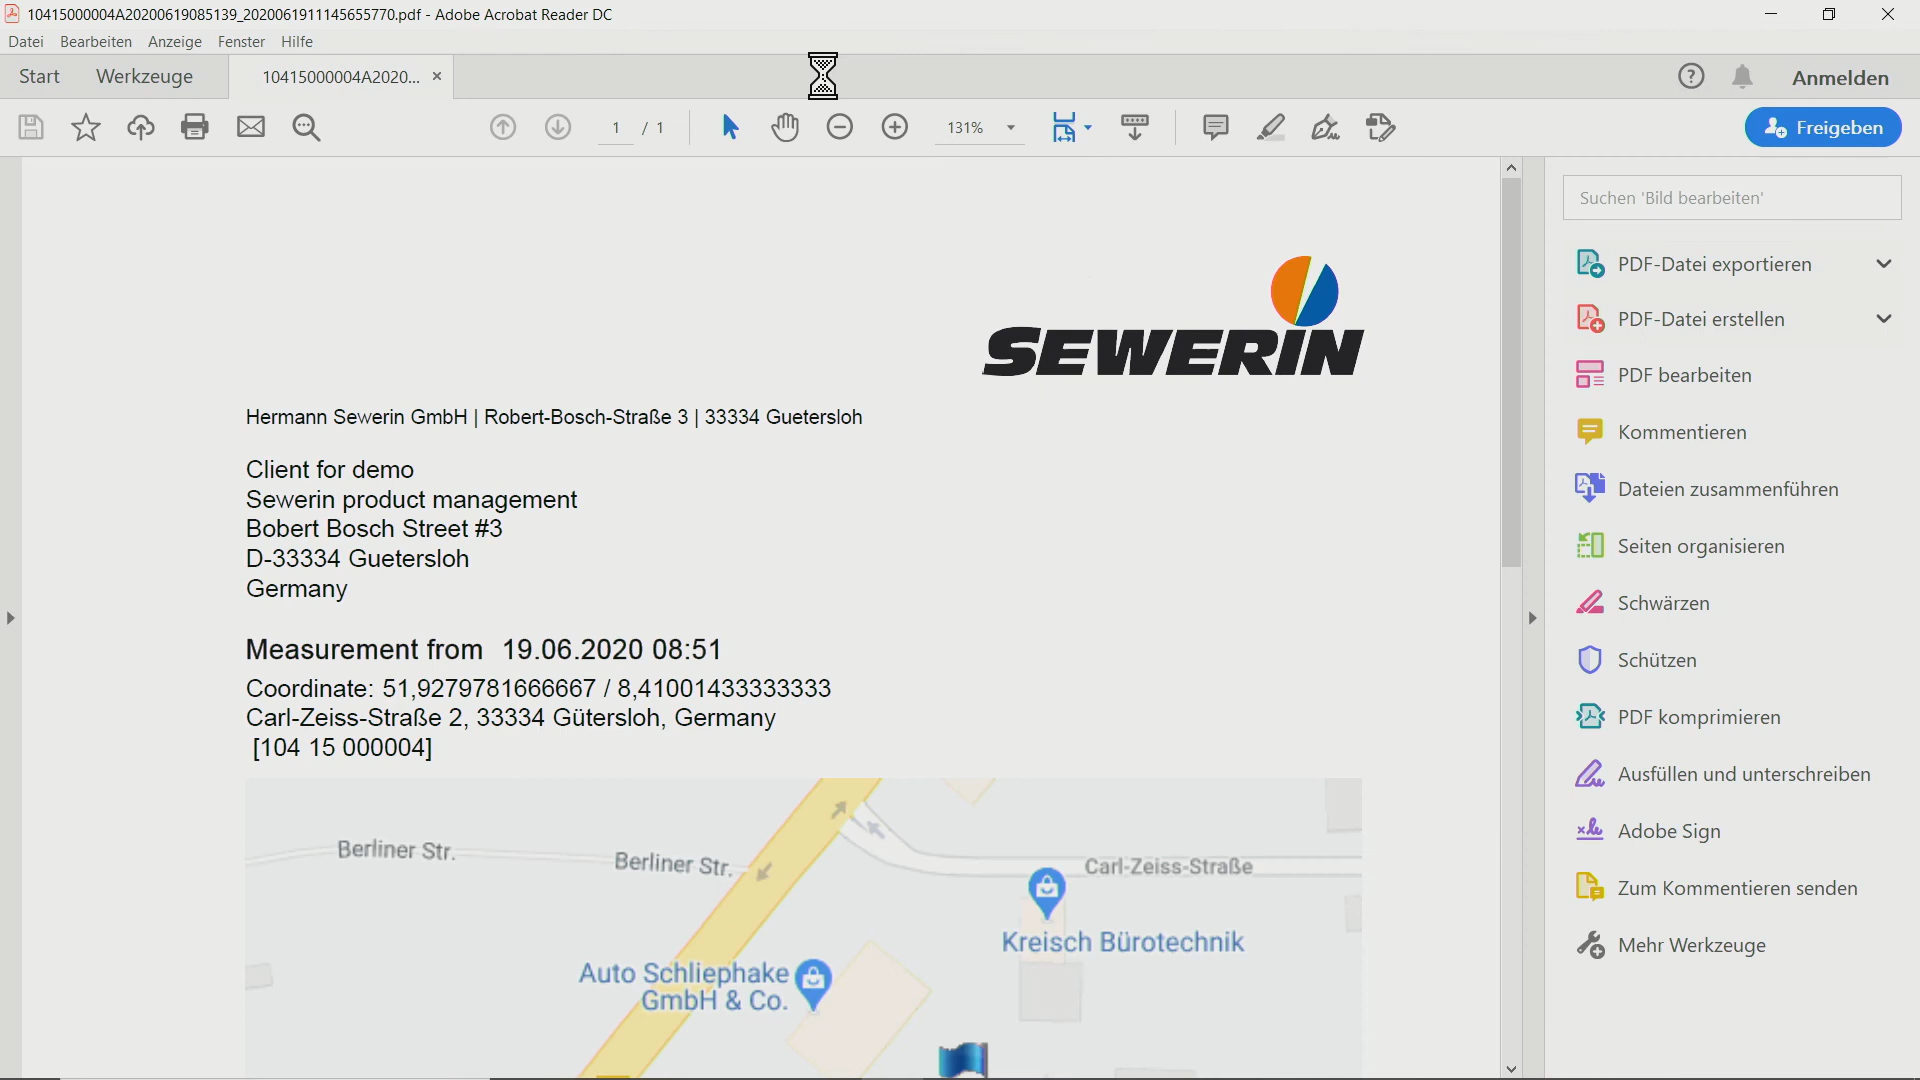 10415000004A20200619085139_2020061911145655770.pdf - Adobe Acrobat Reader DC
Datei Bearbeiten Anzeige Fenster Hilfe
Start Werkzeuge 10415000004A2020... × Anmelden
1 / 1 131% Freigeben
Suchen 'Bild bearbeiten'
PDF-Datei exportieren
PDF-Datei erstellen
PDF bearbeiten
Kommentieren
Dateien zusammenführen
Seiten organisieren
Schwärzen
Schützen
PDF komprimieren
Ausfüllen und unterschreiben
Adobe Sign
Zum Kommentieren senden
Mehr Werkzeuge
SEWERIN
Hermann Sewerin GmbH | Robert-Bosch-Straße 3 | 33334 Guetersloh
Client for demo
Sewerin product management
Bobert Bosch Street #3
D-33334 Guetersloh
Germany
Measurement from 19.06.2020 08:51
Coordinate: 51,9279781666667 / 8,41001433333333
Carl-Zeiss-Straße 2, 33334 Gütersloh, Germany
[104 15 000004]
Berliner Str.
Berliner Str.
Carl-Zeiss-Straße
Kreisch Bürotechnik
Auto Schliephake
GmbH & Co.